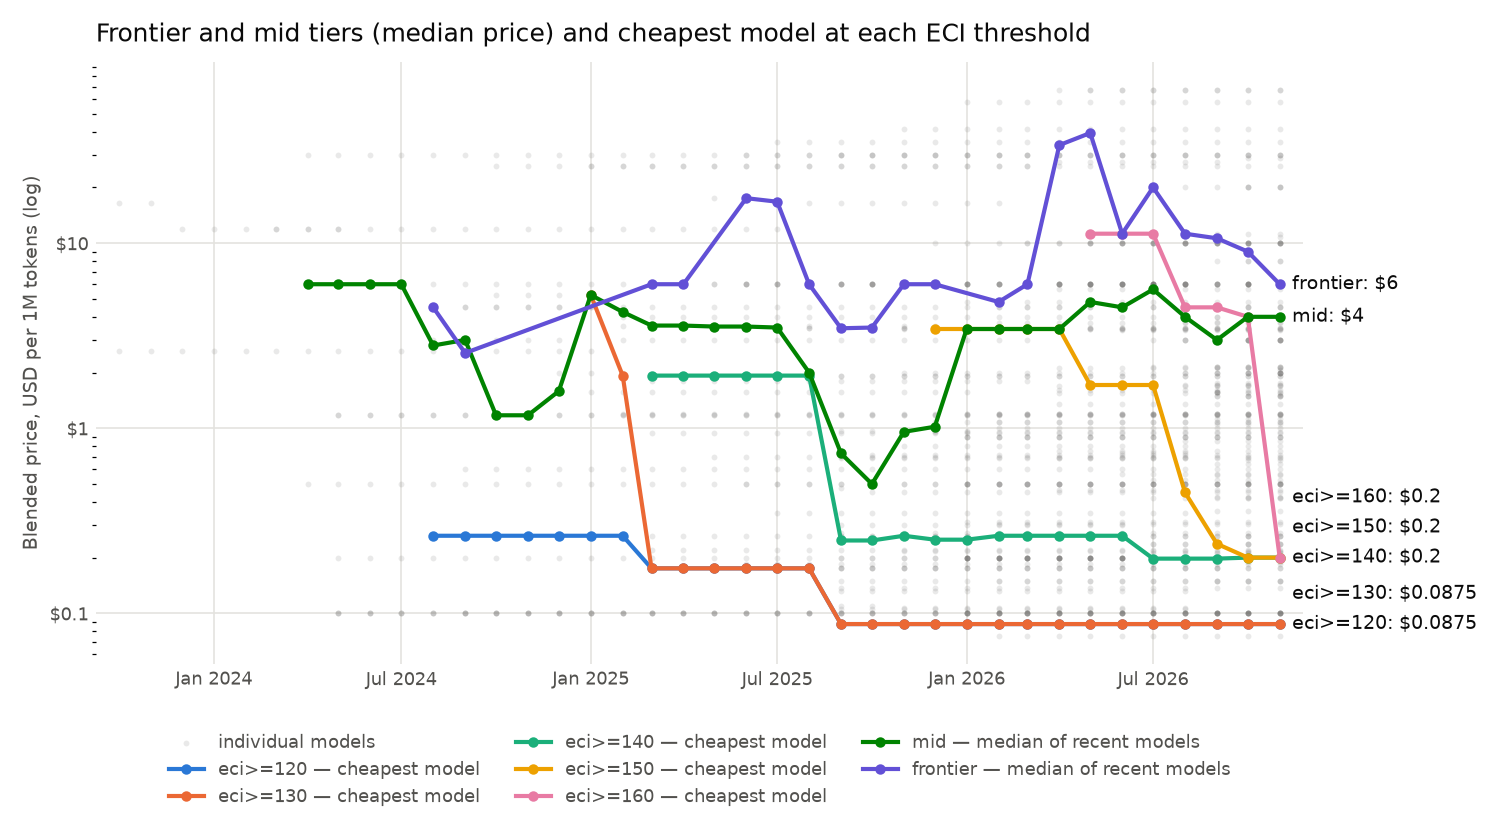 Frontier and mid tiers (median price) and cheapest model at each ECI threshold
Blended price, USD per 1M tokens (log)
$10
$1
$0.1
frontier: $6
mid: $4
eci>=160: $0.2
eci>=150: $0.2
eci>=140: $0.2
eci>=130: $0.0875
eci>=120: $0.0875
Jan 2024
Jul 2024
Jan 2025
Jul 2025
Jan 2026
Jul 2026
individual models
eci>=120 — cheapest model
eci>=130 — cheapest model
eci>=140 — cheapest model
eci>=150 — cheapest model
eci>=160 — cheapest model
mid — median of recent models
frontier — median of recent models